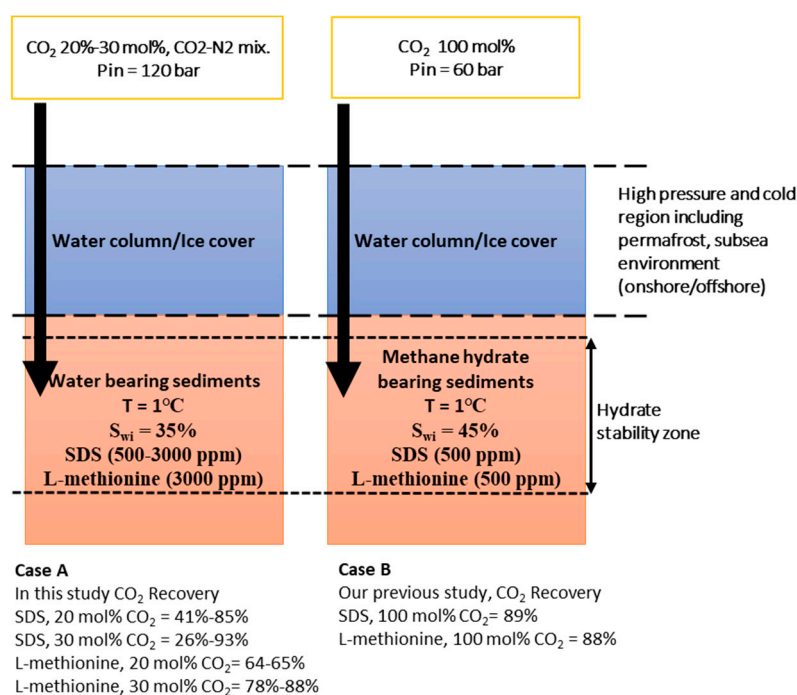 CO₂ 20%-30 mol%, CO2-N2 mix.
Pin = 120 bar
CO₂ 100 mol%
Pin = 60 bar
Water column/Ice cover
Water column/Ice cover
High pressure and cold
region including
permafrost, subsea
environment
(onshore/offshore)
Water bearing sediments
T = 1°C
S_wi = 35%
SDS (500-3000 ppm)
L-methionine (3000 ppm)
Methane hydrate
bearing sediments
T = 1°C
S_wi = 45%
SDS (500 ppm)
L-methionine (500 ppm)
Hydrate
stability zone
Case A
In this study CO₂ Recovery
SDS, 20 mol% CO₂ = 41%-85%
SDS, 30 mol% CO₂ = 26%-93%
L-methionine, 20 mol% CO₂= 64-65%
L-methionine, 30 mol% CO₂ = 78%-88%
Case B
Our previous study, CO₂ Recovery
SDS, 100 mol% CO₂= 89%
L-methionine, 100 mol% CO₂ = 88%